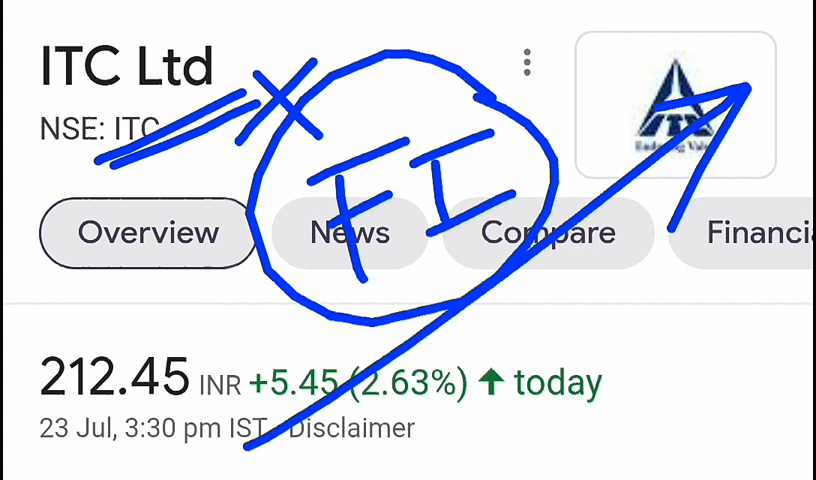 ITC Ltd
NSE: ITC
X
FI
Overview News Compare Financi
212.45 INR +5.45 (2.63%) ↑ today
23 Jul, 3:30 pm IST · Disclaimer